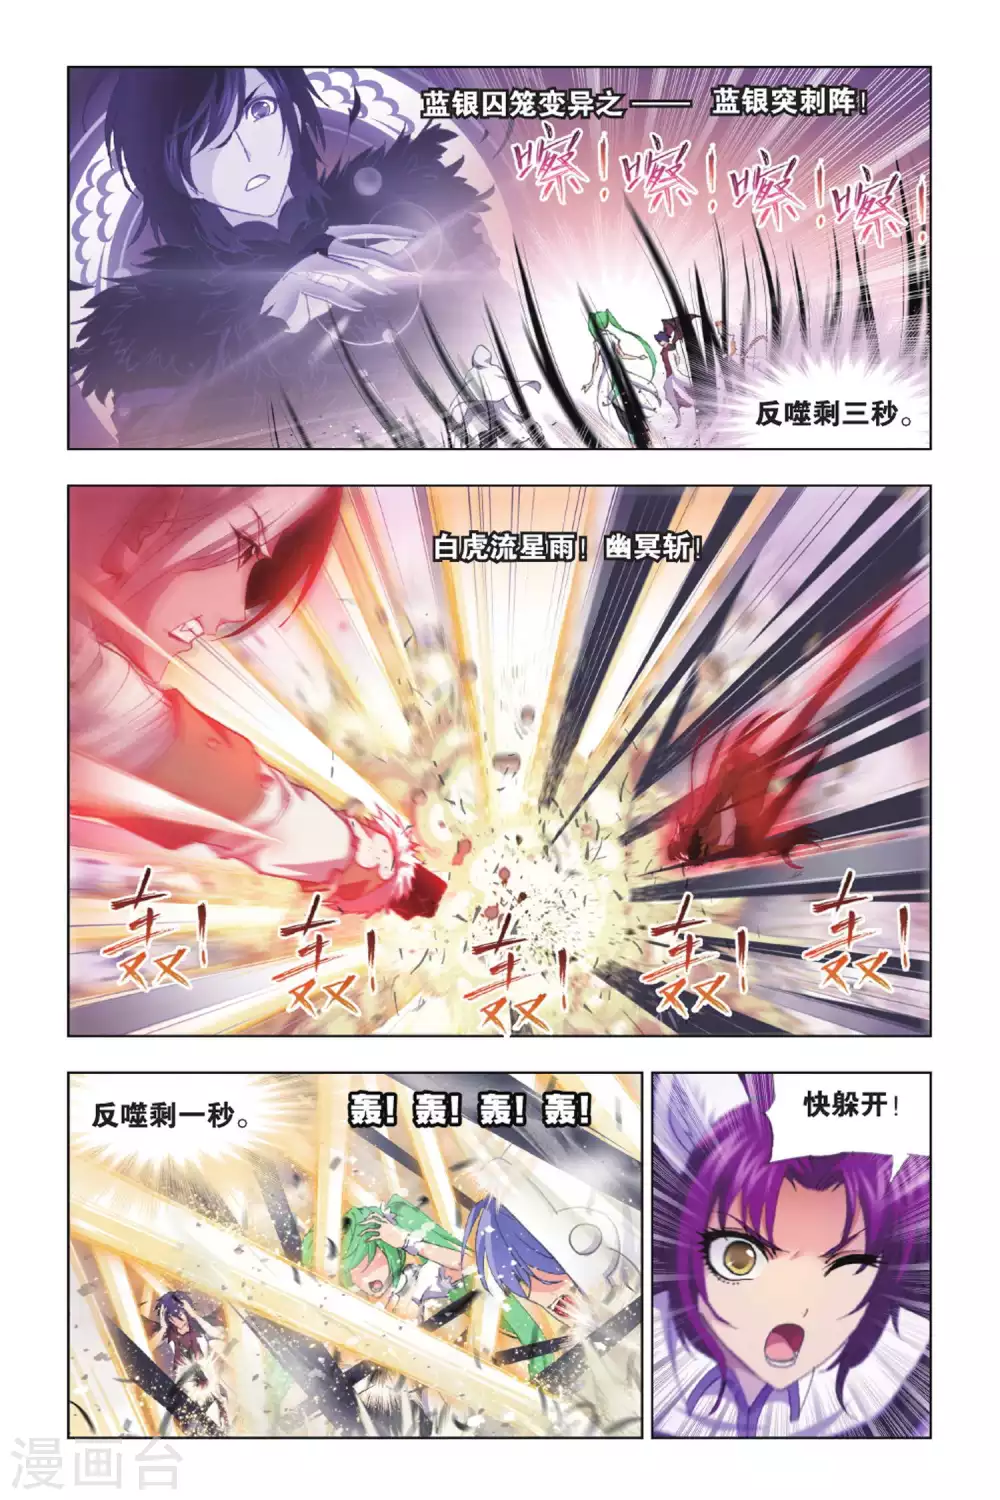 蓝银囚笼变异之——蓝银突刺阵！
嚓！嚓！嚓！嚓！
反噬剩三秒。
白虎流星雨！幽冥斩！
轰！轰！轰！轰！轰！
反噬剩一秒。
轰！轰！轰！轰！
快躲开！
漫画台